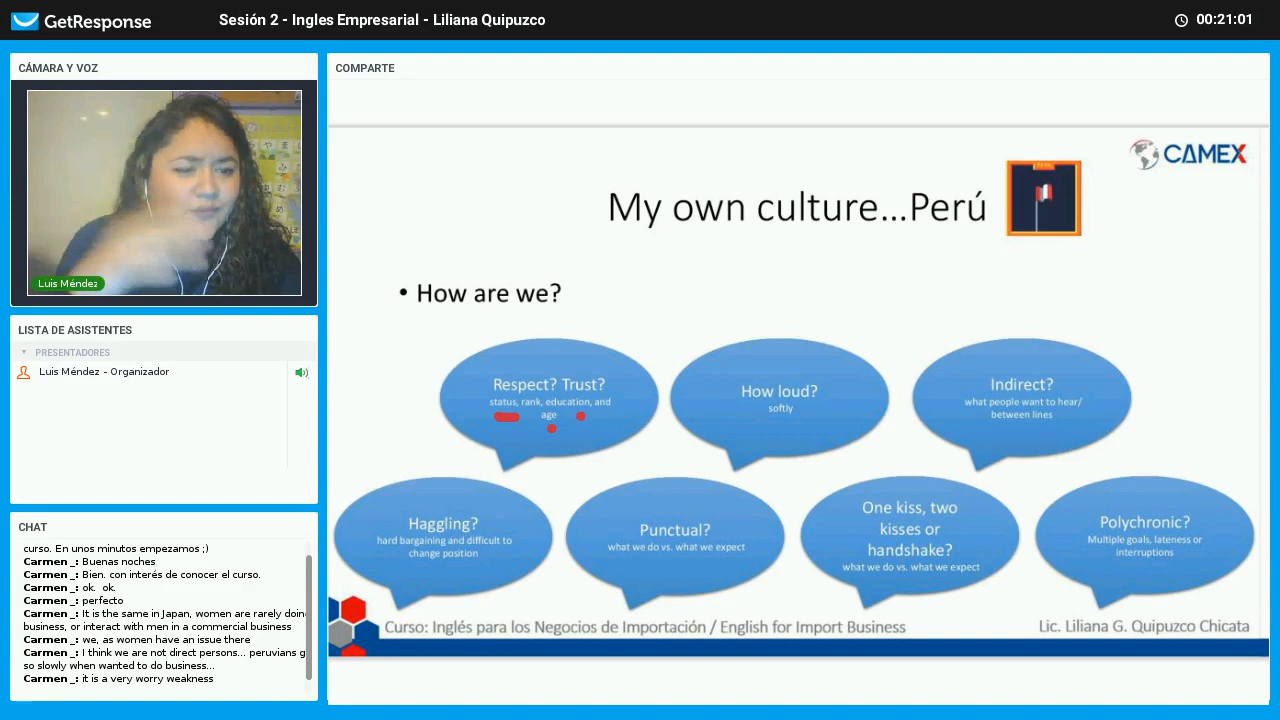 GetResponse
Sesión 2 - Ingles Empresarial - Liliana Quipuzco
00:21:01
CÁMARA Y VOZ
Luis Méndez
LISTA DE ASISTENTES
PRESENTADORES
Luis Méndez - Organizador
CHAT
curso. En unos minutos empezamos ;)
Carmen _: Buenas noches
Carmen _: Bien. con interés de conocer el curso.
Carmen _: ok. ok.
Carmen _: perfecto
Carmen _: It is the same in Japan, women are rarely doin
business, or interact with men in a commercial business
Carmen _: we, as women have an issue there
Carmen _: I think we are not direct persons... peruvians g
so slowly when wanted to do business...
Carmen _: it is a very worry weakness
COMPARTE
CAMEX
My own culture...Perú
• How are we?
Respect? Trust?
status, rank, education, and
age
How loud?
softly
Indirect?
what people want to hear/
between lines
Haggling?
hard bargaining and difficult to
change position
Punctual?
what we do vs. what we expect
One kiss, two
kisses or
handshake?
what we do vs. what we expect
Polychronic?
Multiple goals, lateness or
interruptions
Curso: Inglés para los Negocios de Importación / English for Import Business
Lic. Liliana G. Quipuzco Chicata